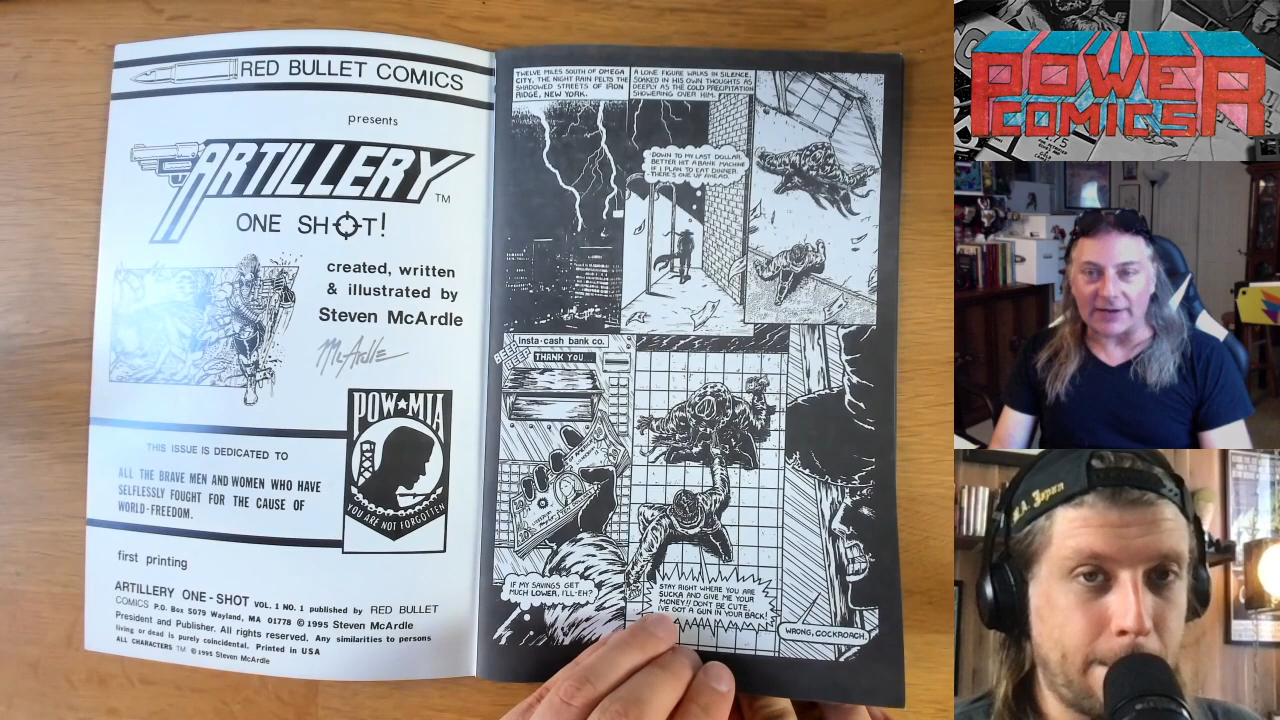 RED BULLET COMICS
presents
ARTILLERY TM
ONE SHOT!
created, written
& illustrated by
Steven McArdle
McArdle
POW★MIA
YOU ARE NOT FORGOTTEN
THIS ISSUE IS DEDICATED TO
ALL THE BRAVE MEN AND WOMEN WHO HAVE
SELFLESSLY FOUGHT FOR THE CAUSE OF
WORLD-FREEDOM.
first printing
ARTILLERY ONE-SHOT VOL. 1 NO. 1 published by RED BULLET
COMICS P.O. Box 5079 Wayland, MA 01778 © 1995 Steven McArdle
President and Publisher. All rights reserved. Any similarities to persons
living or dead is purely coincidental. Printed in USA
ALL CHARACTERS TM © 1995 Steven McArdle
TWELVE MILES SOUTH OF OMEGA
CITY, THE NIGHT RAIN PELTS THE
SHADOWED STREETS OF IRON
RIDGE, NEW YORK.
A LONE FIGURE WALKS IN SILENCE,
SOAKED IN HIS OWN THOUGHTS AS
DEEPLY AS THE COLD PRECIPITATION
SHOWERING OVER HIM.
DOWN TO MY LAST DOLLAR.
BETTER HIT A BANK MACHINE
IF I PLAN TO EAT DINNER.
THERE'S ONE UP AHEAD.
insta-cash bank co.
THANK YOU...
BEEP
BEEP
IF MY SAVINGS GET
MUCH LOWER, I'LL-EH?
STAY RIGHT WHERE YOU ARE
SUCKA AND GIVE ME YOUR
MONEY!! DON'T BE CUTE,
I'VE GOT A GUN IN YOUR BACK!
WRONG, COCKROACH.
POWER
COMICS
U.S.A. Japan